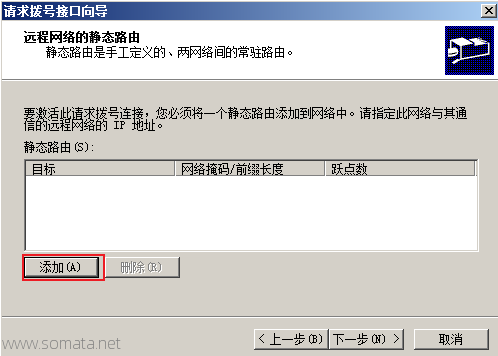 请求拨号接口向导
远程网络的静态路由
静态路由是手工定义的、两网络间的常驻路由。
要激活此请求拨号连接，您必须将一个静态路由添加到网络中。请指定此网络与其通
信的远程网络的 IP 地址。
静态路由(S):
目标 网络掩码/前缀长度 跃点数
添加(A) 删除(R)
www.somata.net
< 上一步(B) 下一步(N) > 取消